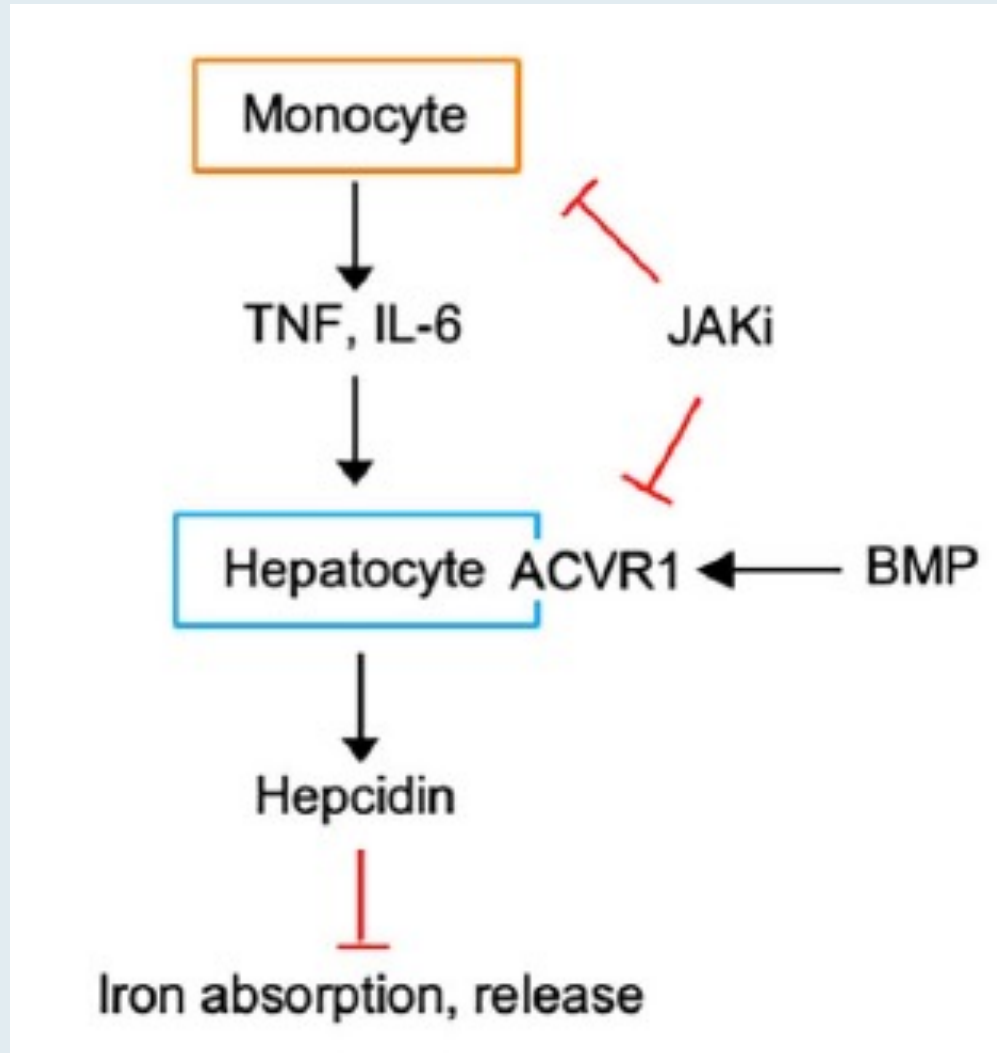 Monocyte
TNF, IL-6
JAKi
Hepatocyte ACVR1
BMP
Hepcidin
Iron absorption, release